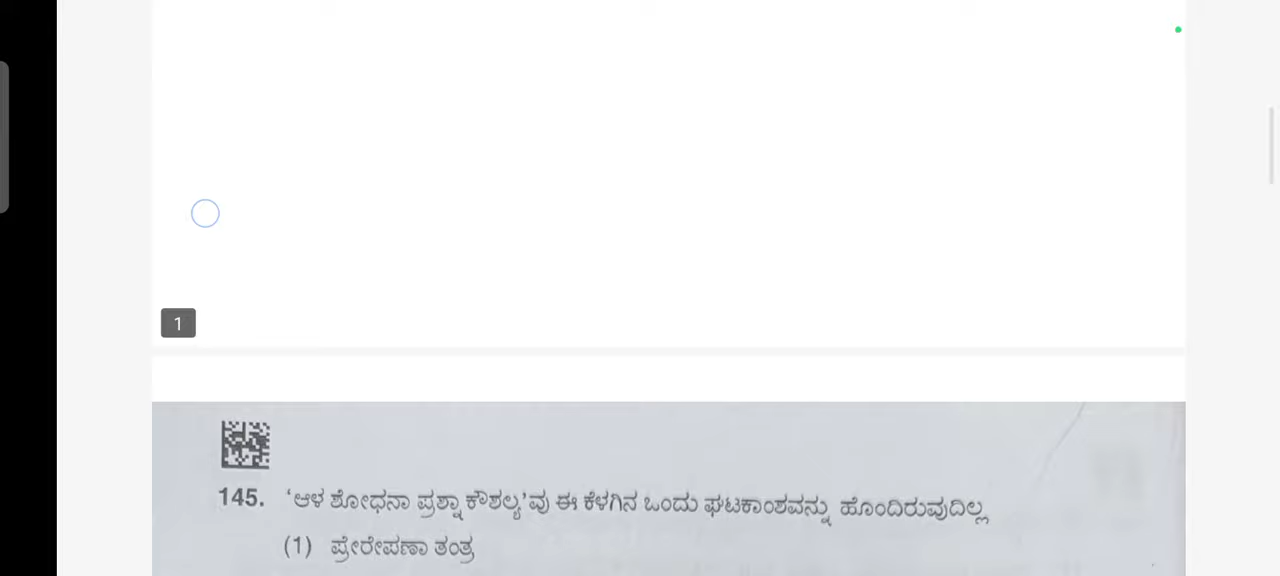 1
145. ‘ಆಳ ಶೋಧನಾ ಪ್ರಶ್ನಾ ಕೌಶಲ್ಯ’ವು ಈ ಕೆಳಗಿನ ಒಂದು ಘಟಕಾಂಶವನ್ನು ಹೊಂದಿರುವುದಿಲ್ಲ
(1) ಪ್ರೇರೇಪಣಾ ತಂತ್ರ